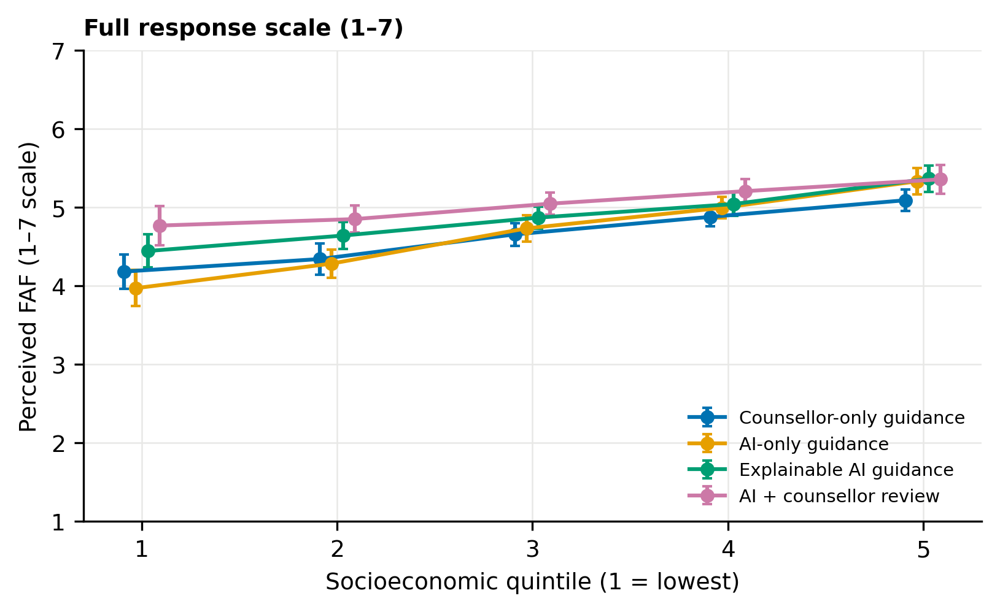 Full response scale (1–7)
7
6
5
4
3
2
1
Perceived FAF (1–7 scale)
Counsellor-only guidance
AI-only guidance
Explainable AI guidance
AI + counsellor review
1 2 3 4 5
Socioeconomic quintile (1 = lowest)